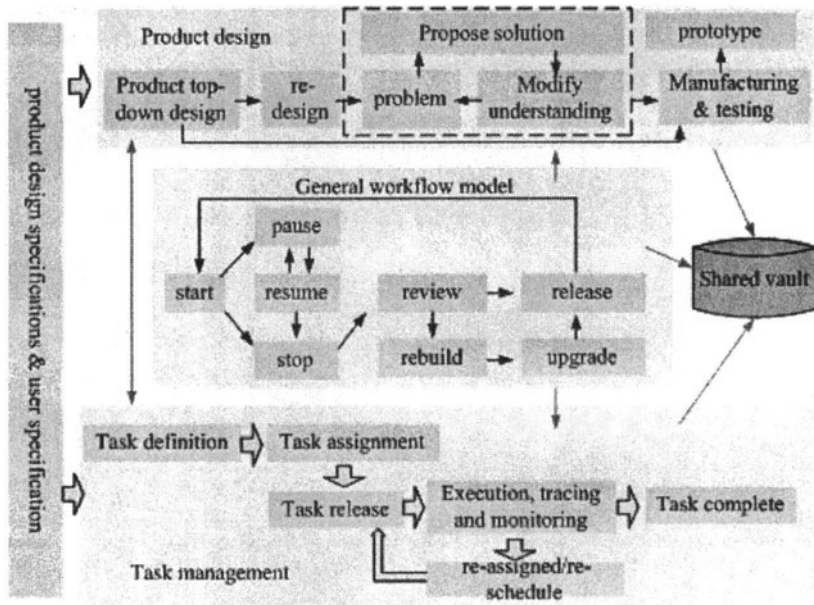 product design specifications & user specification
Product design
Propose solution
prototype
Product top-
down design
re-
design
problem
Modify
understanding
Manufacturing
& testing
General workflow model
pause
start
resume
review
release
stop
rebuild
upgrade
Shared vault
Task definition
Task assignment
Task release
Execution, tracing
and monitoring
Task complete
Task management
re-assigned/re-
schedule